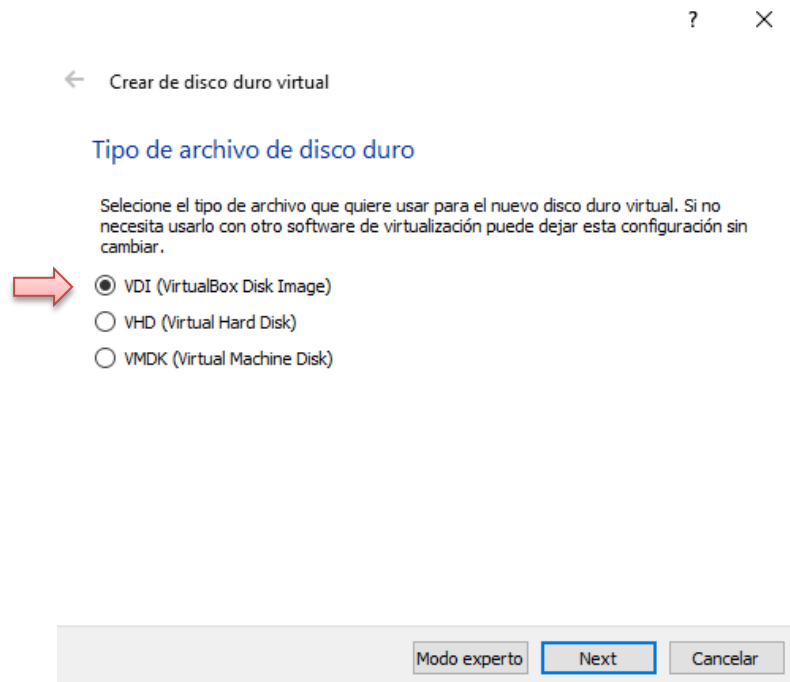 ?
Crear de disco duro virtual
Tipo de archivo de disco duro
Selecione el tipo de archivo que quiere usar para el nuevo disco duro virtual. Si no
necesita usarlo con otro software de virtualización puede dejar esta configuración sin
cambiar.
VDI (VirtualBox Disk Image)
VHD (Virtual Hard Disk)
VMDK (Virtual Machine Disk)
Modo experto Next Cancelar